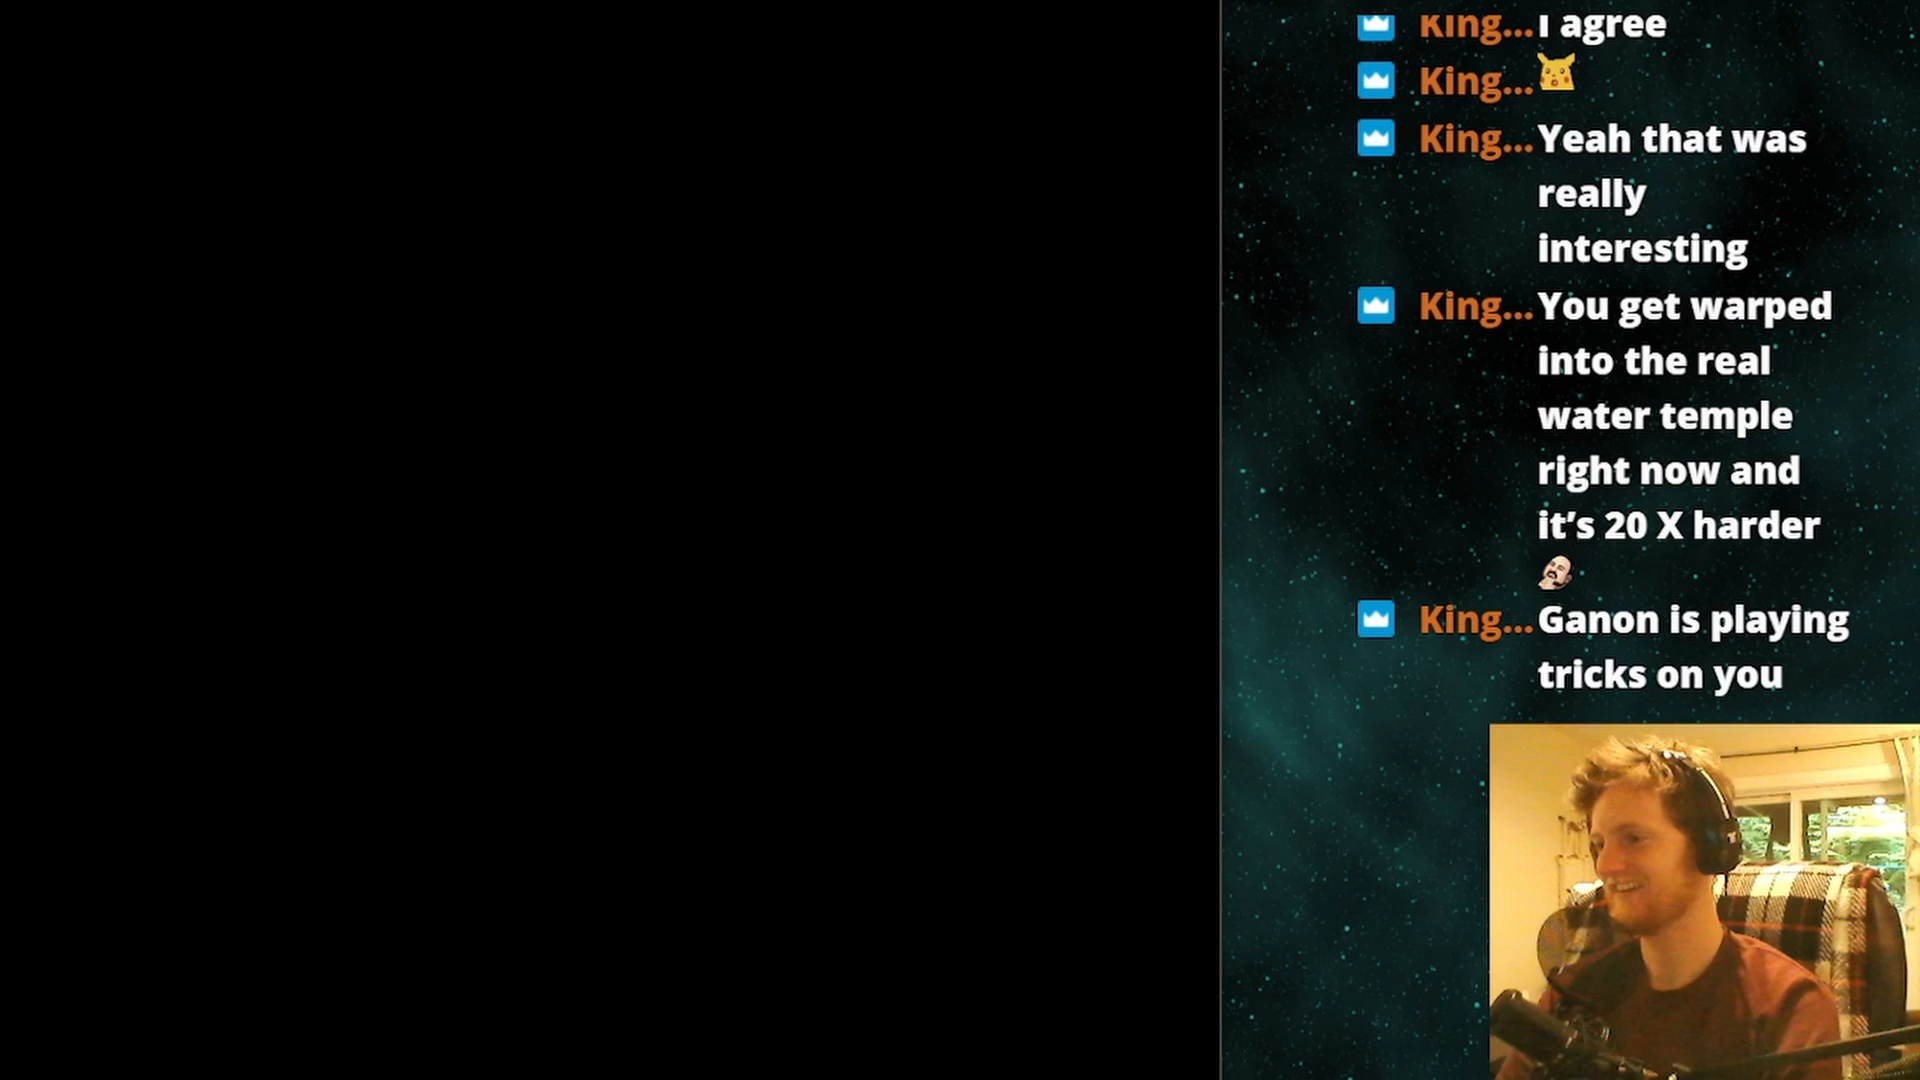 King... I agree
King...
King... Yeah that was
really
interesting
King... You get warped
into the real
water temple
right now and
it's 20 X harder
King... Ganon is playing
tricks on you